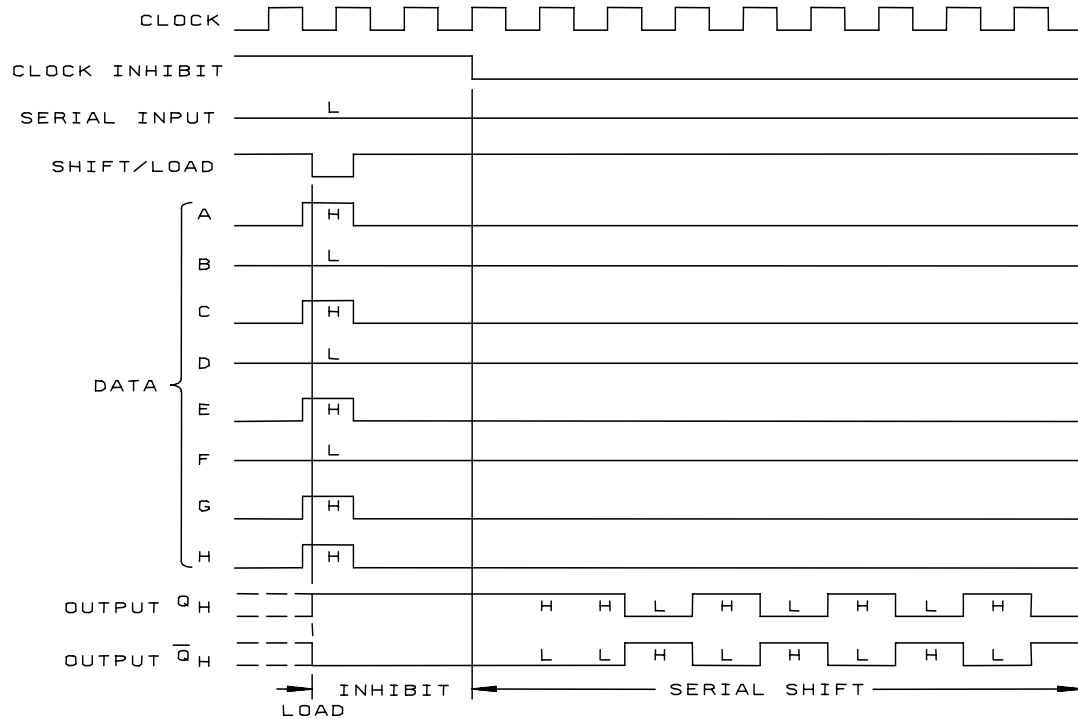 CLOCK
CLOCK INHIBIT
L
SERIAL INPUT
SHIFT/LOAD
A H
B L
C H
D L
DATA
E H
F L
G H
H H
OUTPUT QH H H L H L H L H
OUTPUT Q̅H L L H L H L H L
INHIBIT SERIAL SHIFT
LOAD